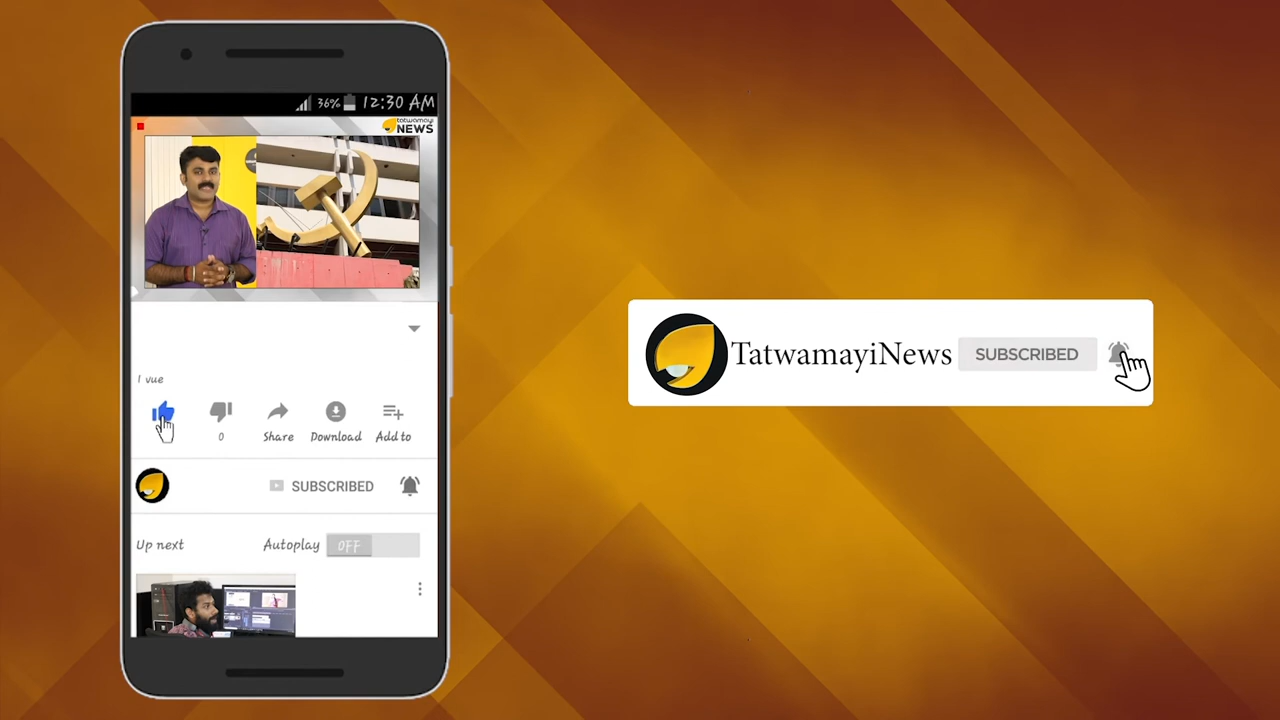 36% 12:30 AM
tatwamayi
NEWS
1 vue
0 Share Download Add to
SUBSCRIBED
Up next Autoplay OFF
TatwamayiNews SUBSCRIBED